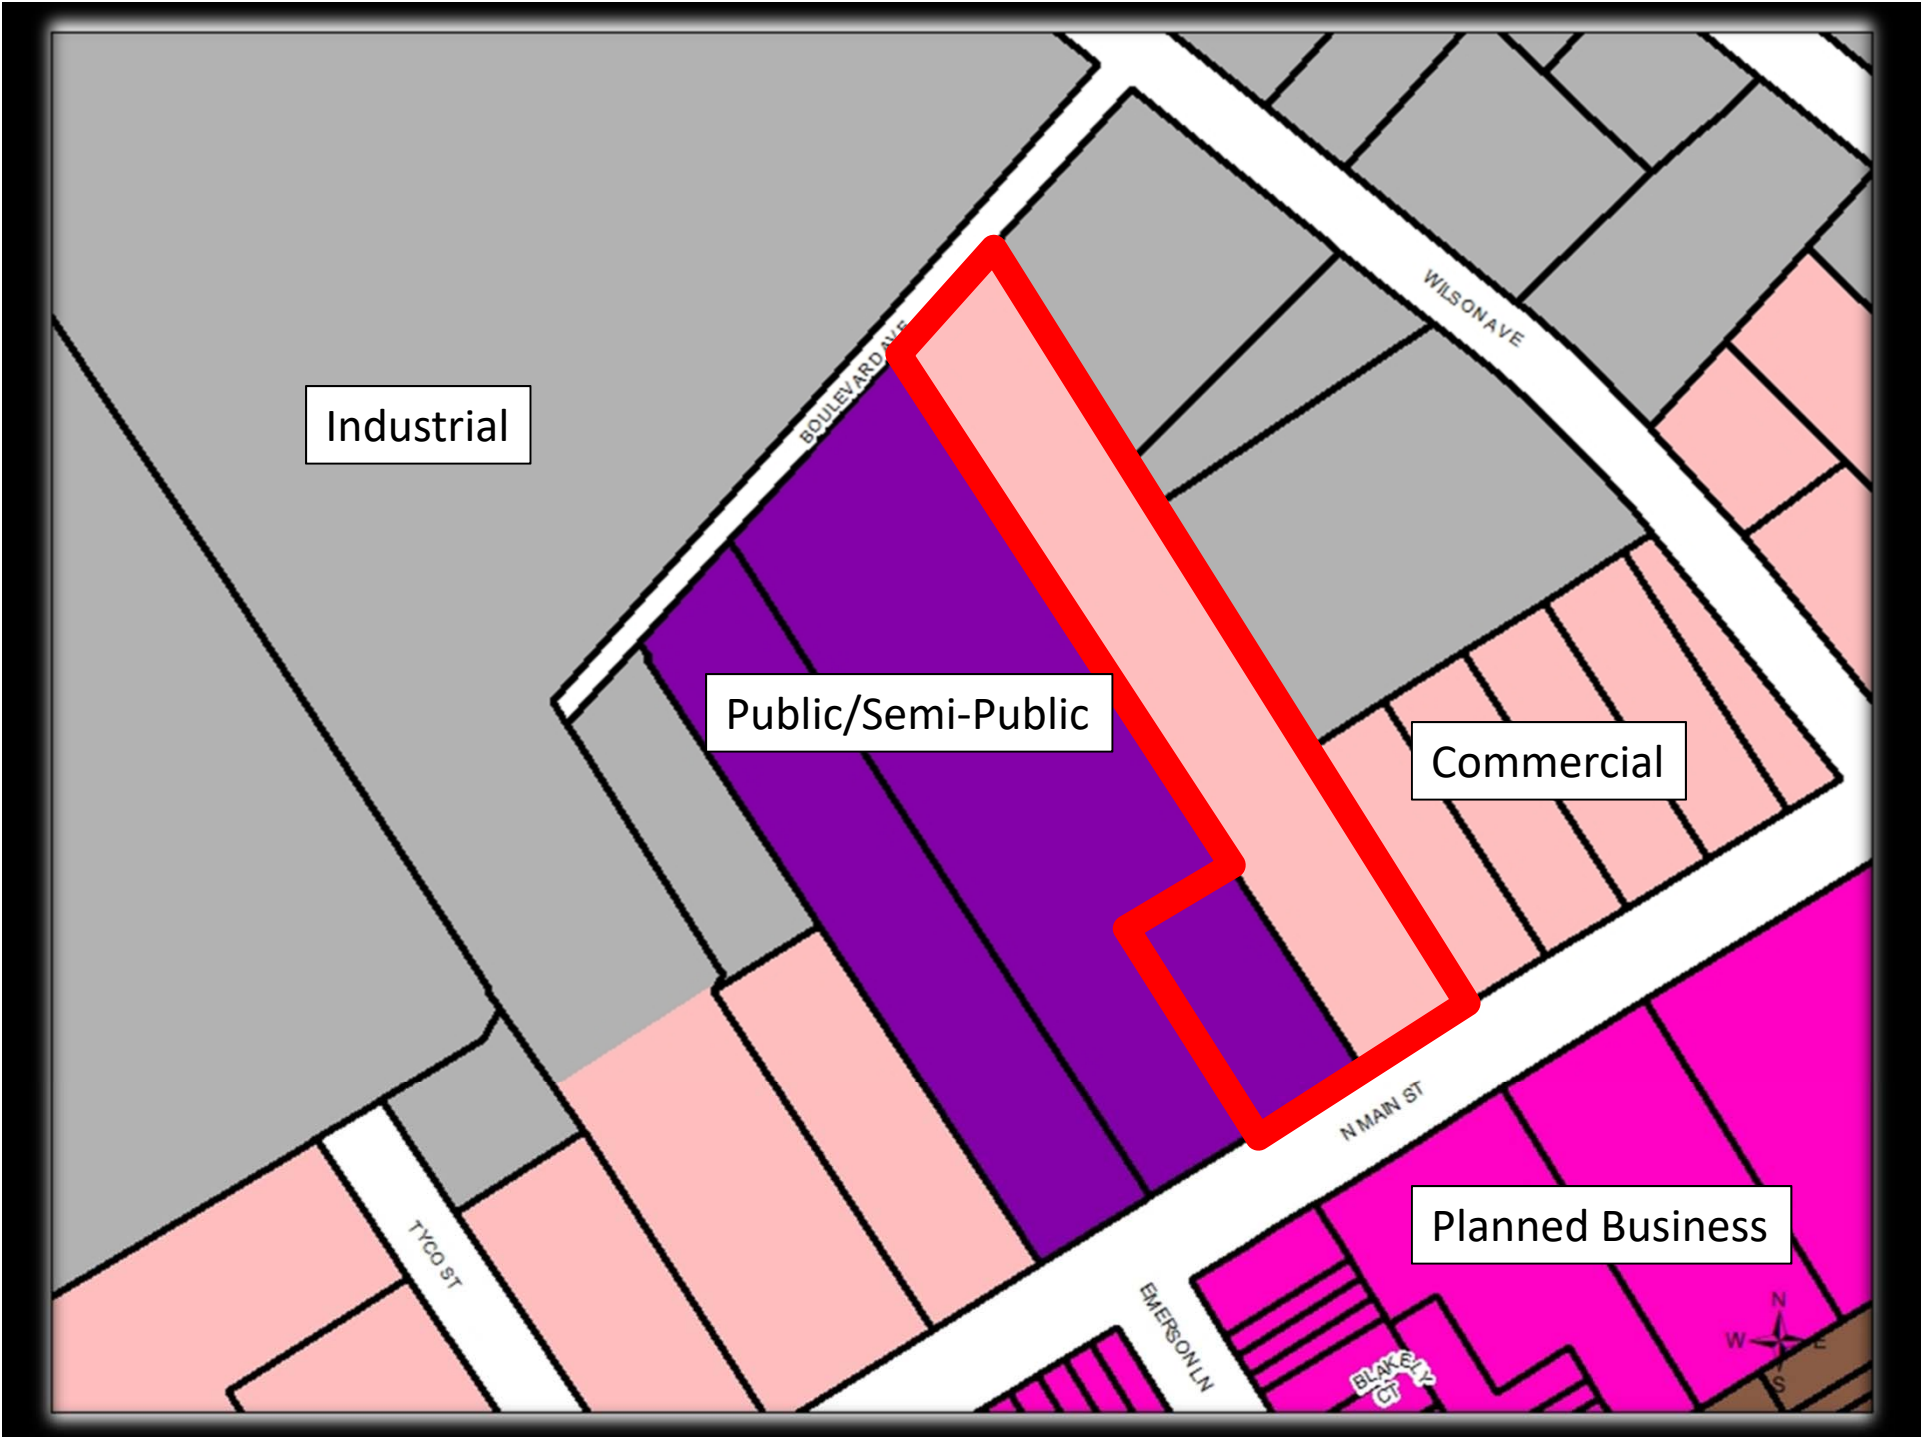 WILSON AVE
BOULEVARD AVE
Industrial
Public/Semi-Public
Commercial
N MAIN ST
Planned Business
TYCO ST
EMERSON LN
BLAKELY
CT
N
W E
S